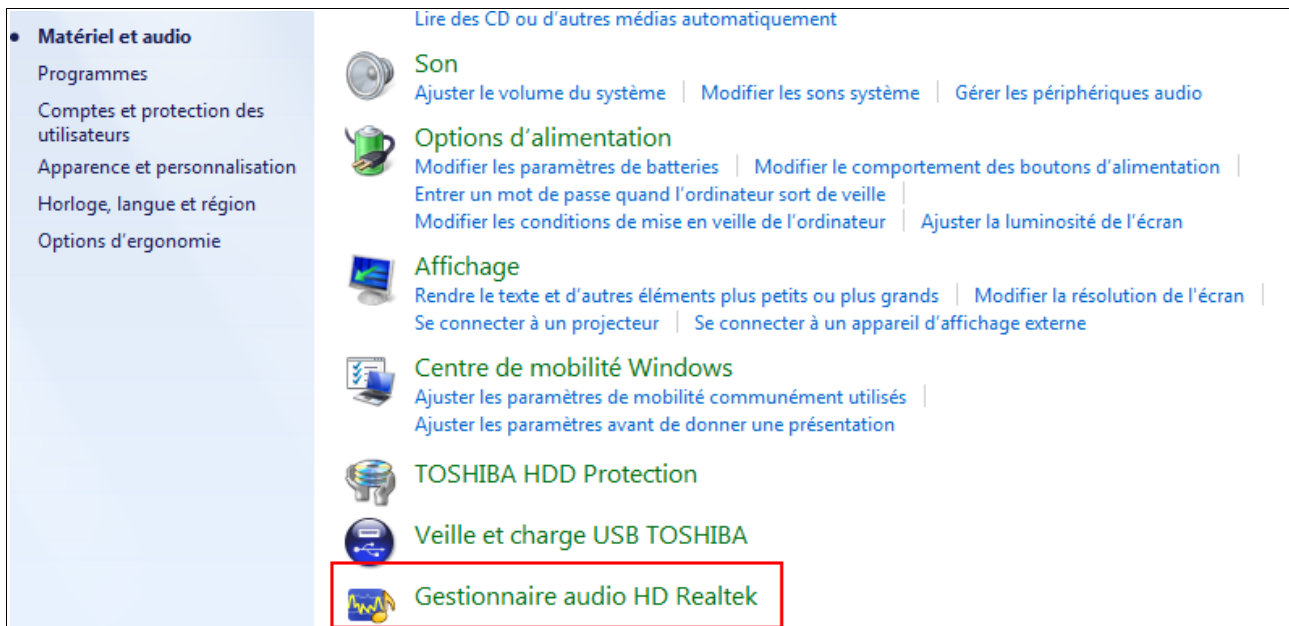 Matériel et audio
Programmes
Comptes et protection des
utilisateurs
Apparence et personnalisation
Horloge, langue et région
Options d'ergonomie
Lire des CD ou d'autres médias automatiquement
Son
Ajuster le volume du système | Modifier les sons système | Gérer les périphériques audio
Options d'alimentation
Modifier les paramètres de batteries | Modifier le comportement des boutons d'alimentation |
Entrer un mot de passe quand l'ordinateur sort de veille |
Modifier les conditions de mise en veille de l'ordinateur | Ajuster la luminosité de l'écran
Affichage
Rendre le texte et d'autres éléments plus petits ou plus grands | Modifier la résolution de l'écran |
Se connecter à un projecteur | Se connecter à un appareil d'affichage externe
Centre de mobilité Windows
Ajuster les paramètres de mobilité communément utilisés |
Ajuster les paramètres avant de donner une présentation
TOSHIBA HDD Protection
Veille et charge USB TOSHIBA
Gestionnaire audio HD Realtek